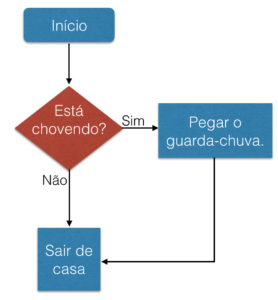 Início
Está
chovendo?
Sim
Pegar o
guarda-chuva.
Não
Sair de
casa